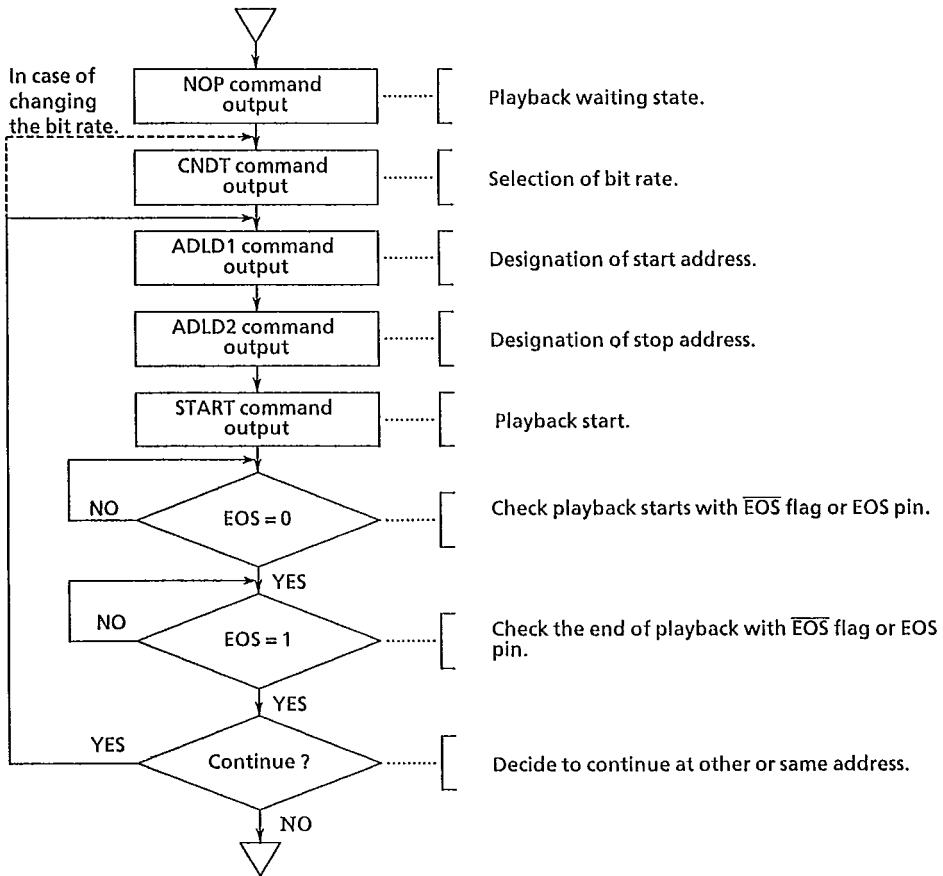 In case of
changing
the bit rate.
NOP command
output
Playback waiting state.
CNDT command
output
Selection of bit rate.
ADLD1 command
output
Designation of start address.
ADLD2 command
output
Designation of stop address.
START command
output
Playback start.
NO
EOS = 0
Check playback starts with E̅O̅S̅ flag or EOS pin.
YES
NO
EOS = 1
Check the end of playback with E̅O̅S̅ flag or EOS
pin.
YES
YES
Continue ?
Decide to continue at other or same address.
NO